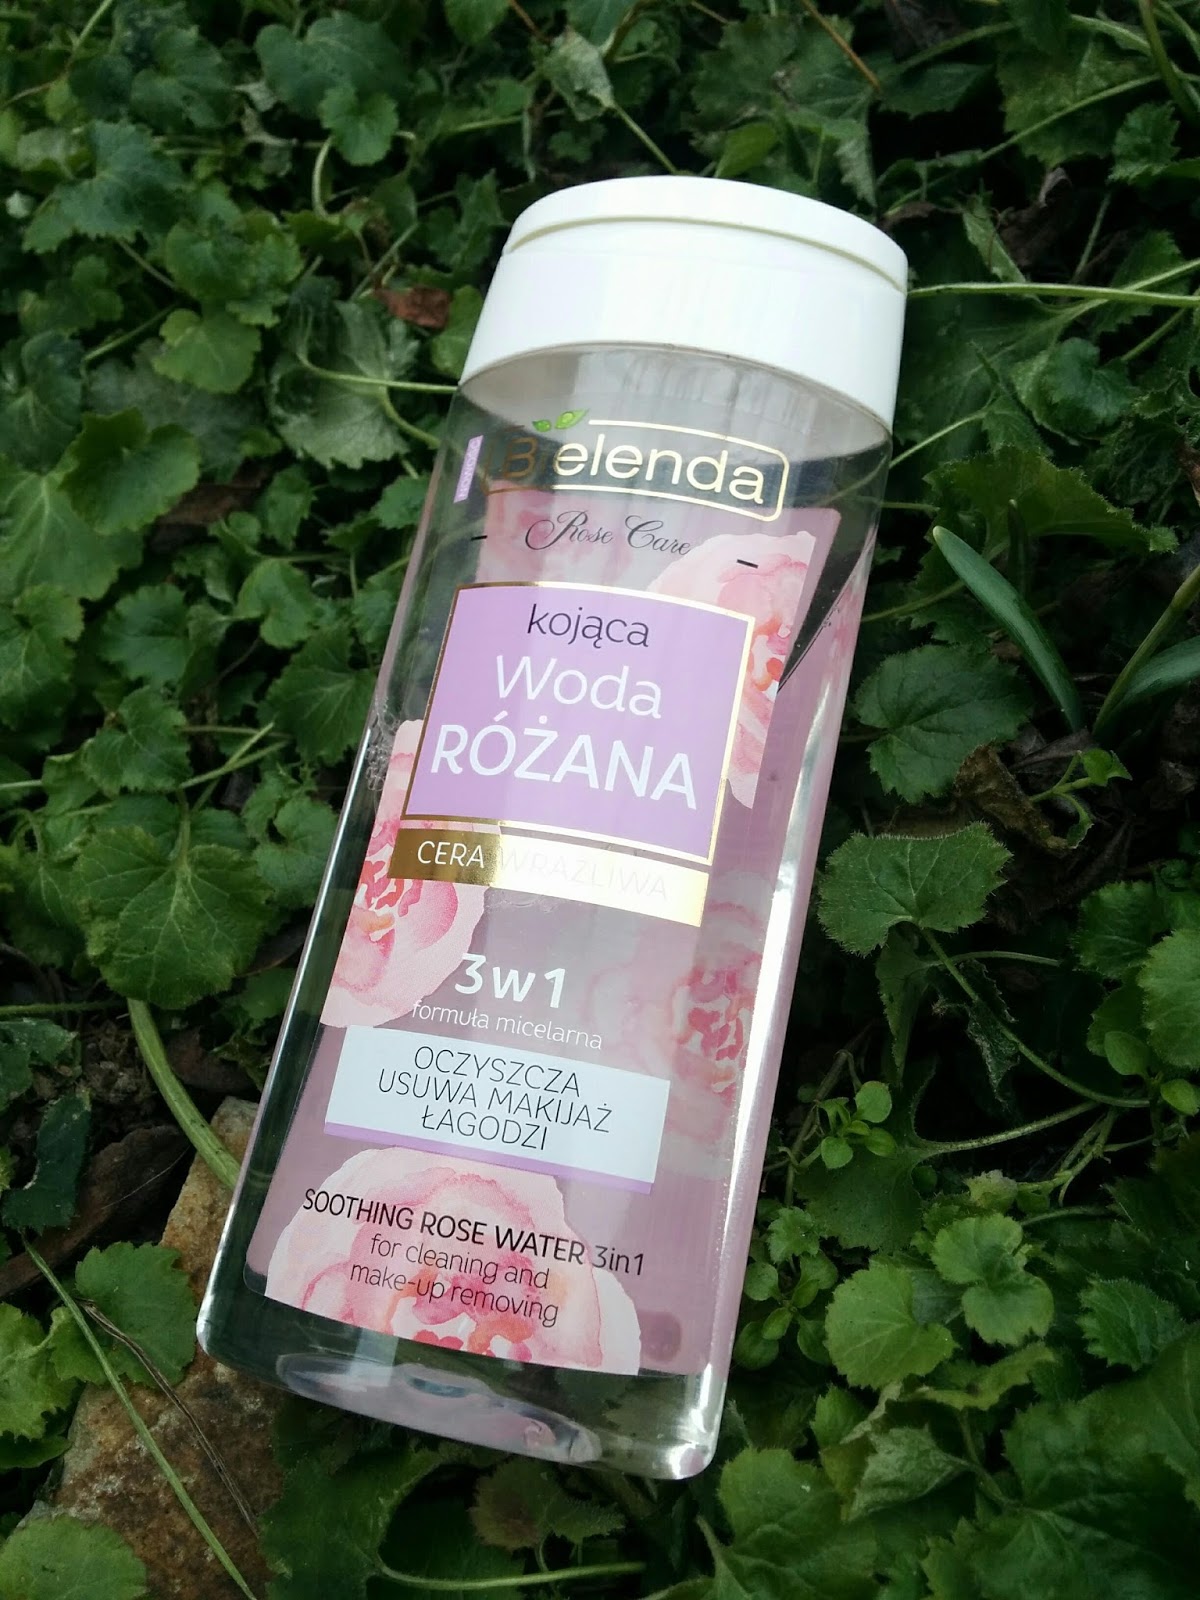 Bielenda
Rose Care
kojąca
Woda
RÓŻANA
CERA WRAŻLIWA
3w1
formuła micelarna
OCZYSZCZA
USUWA MAKIJAŻ
ŁAGODZI
SOOTHING ROSE WATER 3in1
for cleaning and
make-up removing